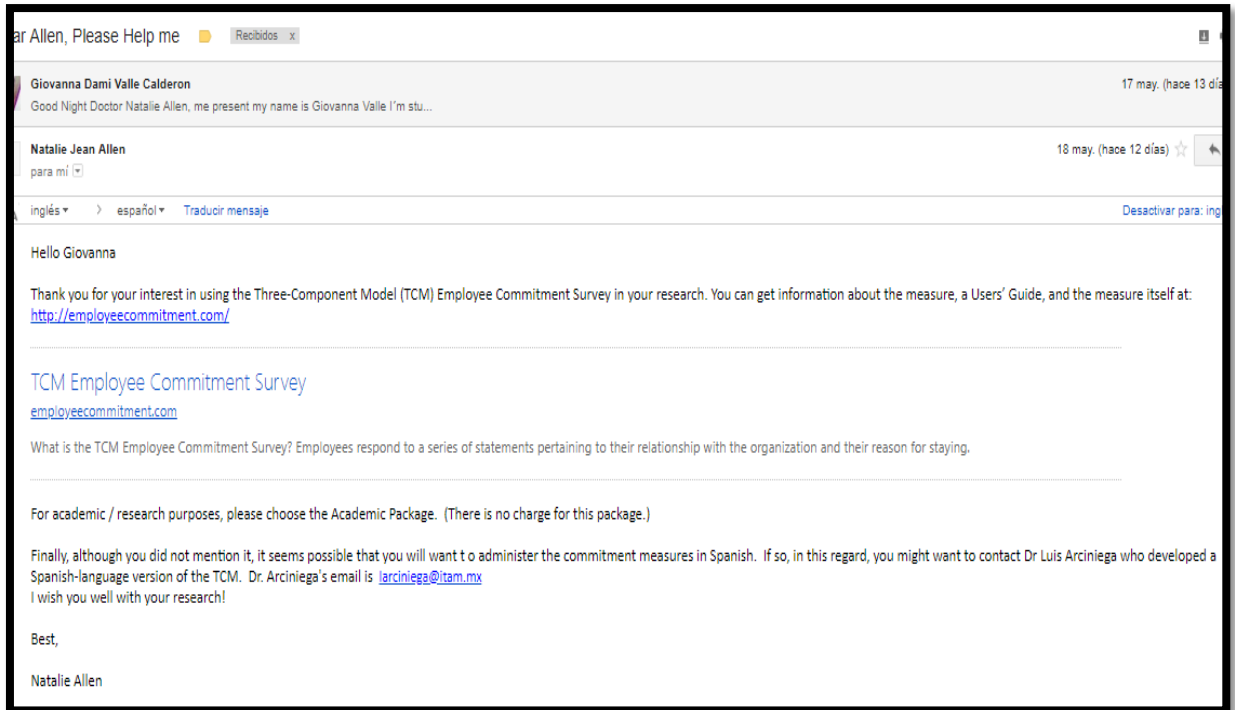 ar Allen, Please Help me Recibidos x
Giovanna Dami Valle Calderon 17 may. (hace 13 día
Good Night Doctor Natalie Allen, me present my name is Giovanna Valle I´m stu...
Natalie Jean Allen 18 may. (hace 12 días)
para mí
inglés > español Traducir mensaje Desactivar para: ing
Hello Giovanna
Thank you for your interest in using the Three-Component Model (TCM) Employee Commitment Survey in your research. You can get information about the measure, a Users’ Guide, and the measure itself at:
http://employeecommitment.com/
TCM Employee Commitment Survey
employeecommitment.com
What is the TCM Employee Commitment Survey? Employees respond to a series of statements pertaining to their relationship with the organization and their reason for staying.
For academic / research purposes, please choose the Academic Package. (There is no charge for this package.)
Finally, although you did not mention it, it seems possible that you will want t o administer the commitment measures in Spanish. If so, in this regard, you might want to contact Dr Luis Arciniega who developed a
Spanish-language version of the TCM. Dr. Arciniega's email is larciniega@itam.mx
I wish you well with your research!
Best,
Natalie Allen